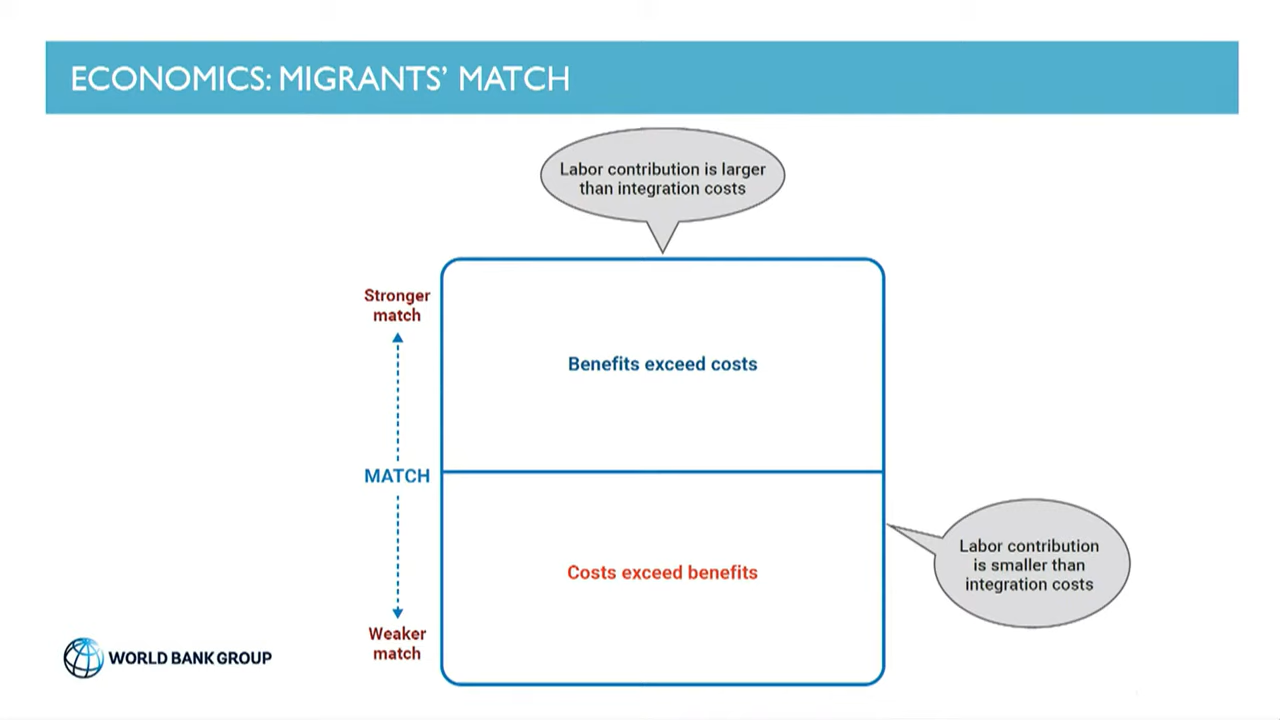 ECONOMICS: MIGRANTS’ MATCH
Labor contribution is larger
than integration costs
Stronger
match
Benefits exceed costs
MATCH
Labor contribution
is smaller than
integration costs
Costs exceed benefits
Weaker
match
WORLD BANK GROUP